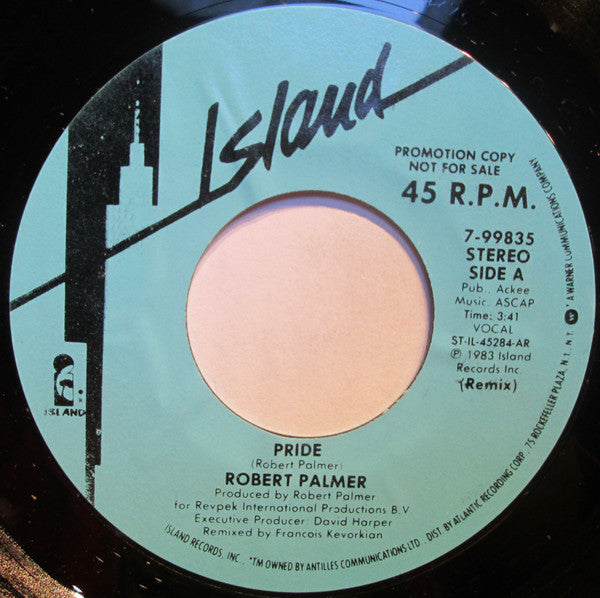 Island
PROMOTION COPY
NOT FOR SALE
45 R.P.M.
7-99835
STEREO
SIDE A
Pub., Ackee
Music, ASCAP
Time: 3:41
VOCAL
ST-IL-45284-AR
Ⓟ 1983 Island
Records Inc.
(Remix)
ISLAND
PRIDE
(Robert Palmer)
ROBERT PALMER
Produced by Robert Palmer
for Revpek International Productions B.V
Executive Producer: David Harper
Remixed by Francois Kevorkian
ISLAND RECORDS, INC., *TM OWNED BY ANTILLES COMMUNICATIONS LTD., DIST. BY ATLANTIC RECORDING CORP., 75 ROCKEFELLER PLAZA, N.Y., N.Y. A WARNER COMMUNICATIONS COMPANY